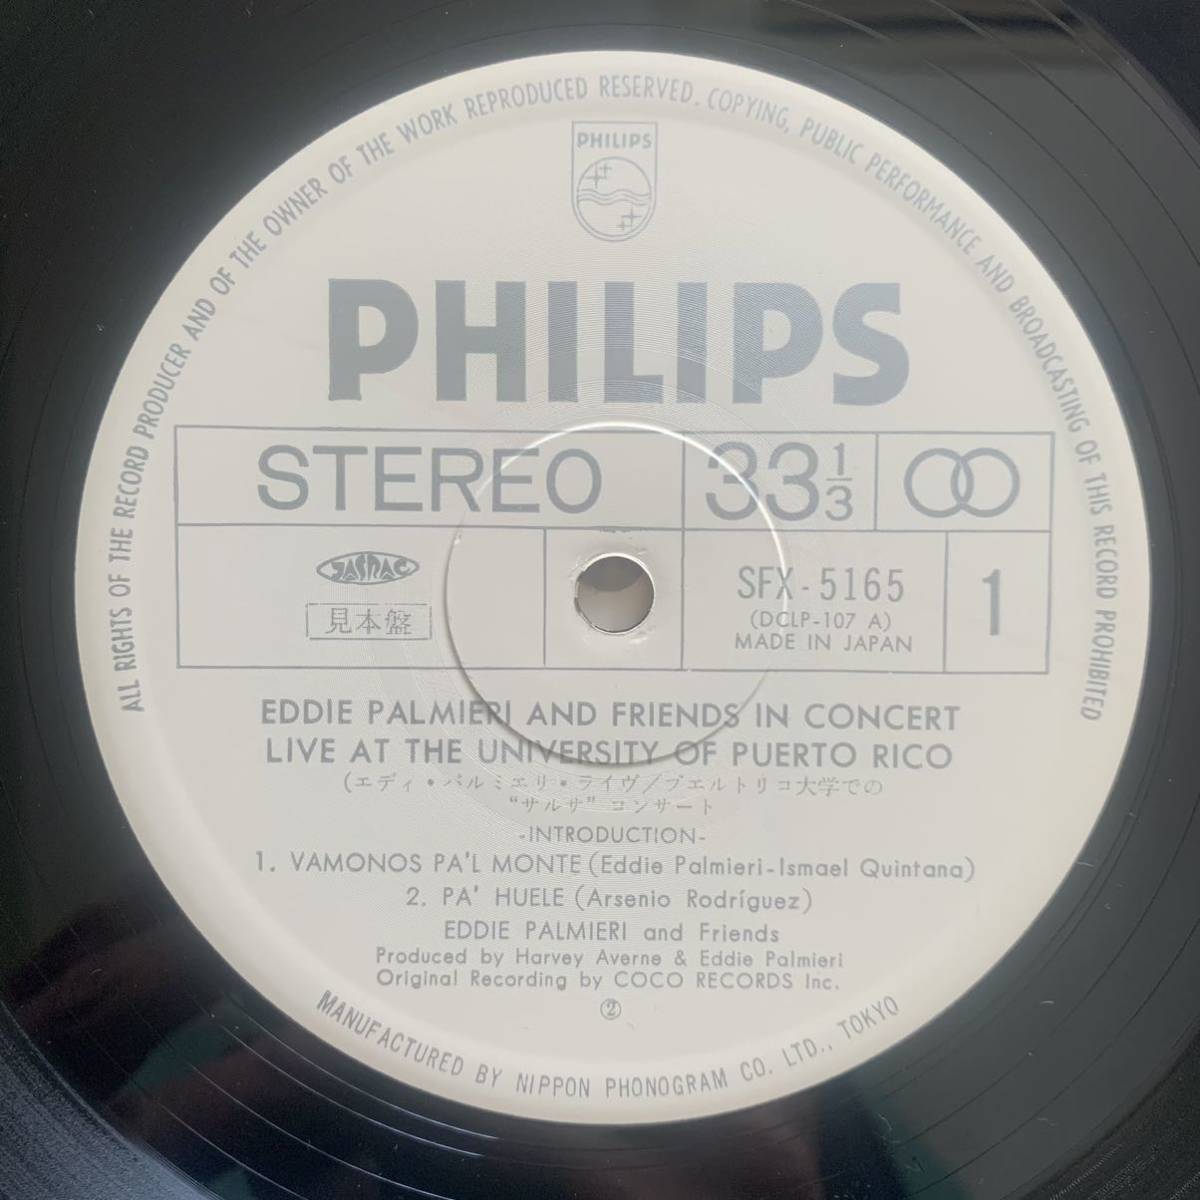 ALL RIGHTS OF THE RECORD PRODUCER AND OF THE OWNER OF THE WORK REPRODUCED RESERVED. COPYING, PUBLIC PERFORMANCE AND BROADCASTING OF THIS RECORD PROHIBITED
PHILIPS
PHILIPS
STEREO 33 1/3
JASRAC
見本盤
SFX-5165
(DCLP-107 A)
MADE IN JAPAN
1
EDDIE PALMIERI AND FRIENDS IN CONCERT
LIVE AT THE UNIVERSITY OF PUERTO RICO
(エディ・パルミエリ・ライヴ/プエルトリコ大学での
“サルサ” コンサート
-INTRODUCTION-
1. VAMONOS PA'L MONTE (Eddie Palmieri-Ismael Quintana)
2. PA' HUELE (Arsenio Rodríguez)
EDDIE PALMIERI and Friends
Produced by Harvey Averne & Eddie Palmieri
Original Recording by COCO RECORDS Inc.
②
MANUFACTURED BY NIPPON PHONOGRAM CO. LTD., TOKYO